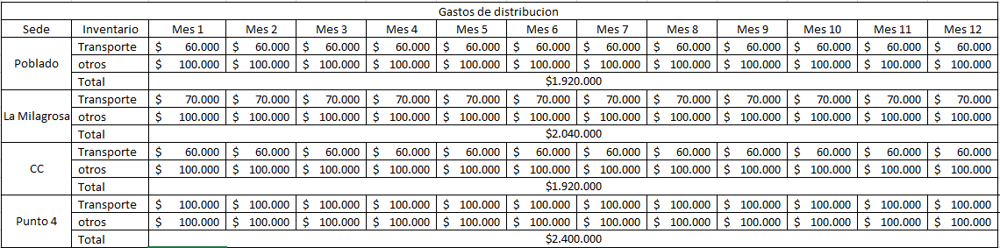 Gastos de distribucion
Sede Inventario Mes 1 Mes 2 Mes 3 Mes 4 Mes 5 Mes 6 Mes 7 Mes 8 Mes 9 Mes 10 Mes 11 Mes 12
Transporte $ 60.000 $ 60.000 $ 60.000 $ 60.000 $ 60.000 $ 60.000 $ 60.000 $ 60.000 $ 60.000 $ 60.000 $ 60.000 $ 60.000
Poblado otros $ 100.000 $ 100.000 $ 100.000 $ 100.000 $ 100.000 $ 100.000 $ 100.000 $ 100.000 $ 100.000 $ 100.000 $ 100.000 $ 100.000
Total $1.920.000
Transporte $ 70.000 $ 70.000 $ 70.000 $ 70.000 $ 70.000 $ 70.000 $ 70.000 $ 70.000 $ 70.000 $ 70.000 $ 70.000 $ 70.000
La Milagrosa otros $ 100.000 $ 100.000 $ 100.000 $ 100.000 $ 100.000 $ 100.000 $ 100.000 $ 100.000 $ 100.000 $ 100.000 $ 100.000 $ 100.000
Total $2.040.000
Transporte $ 60.000 $ 60.000 $ 60.000 $ 60.000 $ 60.000 $ 60.000 $ 60.000 $ 60.000 $ 60.000 $ 60.000 $ 60.000 $ 60.000
CC otros $ 100.000 $ 100.000 $ 100.000 $ 100.000 $ 100.000 $ 100.000 $ 100.000 $ 100.000 $ 100.000 $ 100.000 $ 100.000 $ 100.000
Total $1.920.000
Transporte $ 100.000 $ 100.000 $ 100.000 $ 100.000 $ 100.000 $ 100.000 $ 100.000 $ 100.000 $ 100.000 $ 100.000 $ 100.000 $ 100.000
Punto 4 otros $ 100.000 $ 100.000 $ 100.000 $ 100.000 $ 100.000 $ 100.000 $ 100.000 $ 100.000 $ 100.000 $ 100.000 $ 100.000 $ 100.000
Total $2.400.000